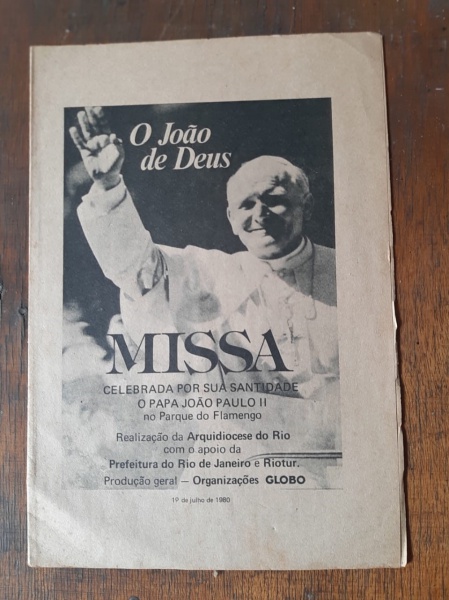 O João
de Deus
MISSA
CELEBRADA POR SUA SANTIDADE
O PAPA JOÃO PAULO II
no Parque do Flamengo
Realização da Arquidiocese do Rio
com o apoio da
Prefeitura do Rio de Janeiro e Riotur.
Produção geral — Organizações GLOBO
1º de julho de 1980